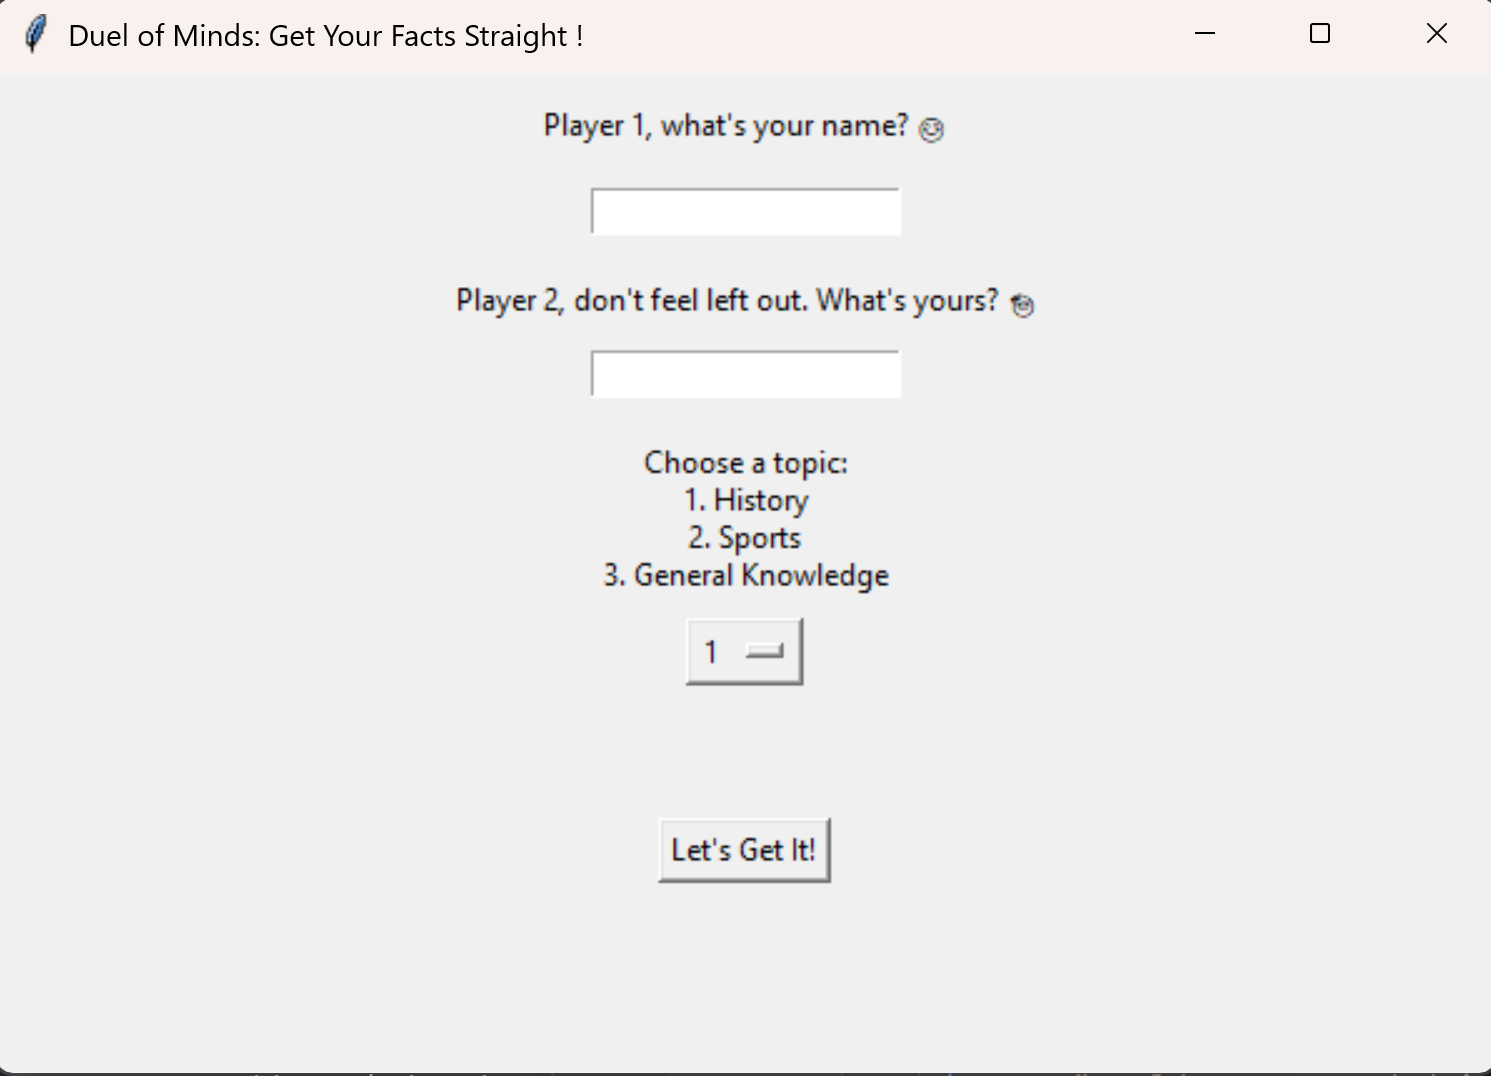 Duel of Minds: Get Your Facts Straight !
Player 1, what's your name? 😊
Player 2, don't feel left out. What's yours? 🤓
Choose a topic:
1. History
2. Sports
3. General Knowledge
1
Let's Get It!